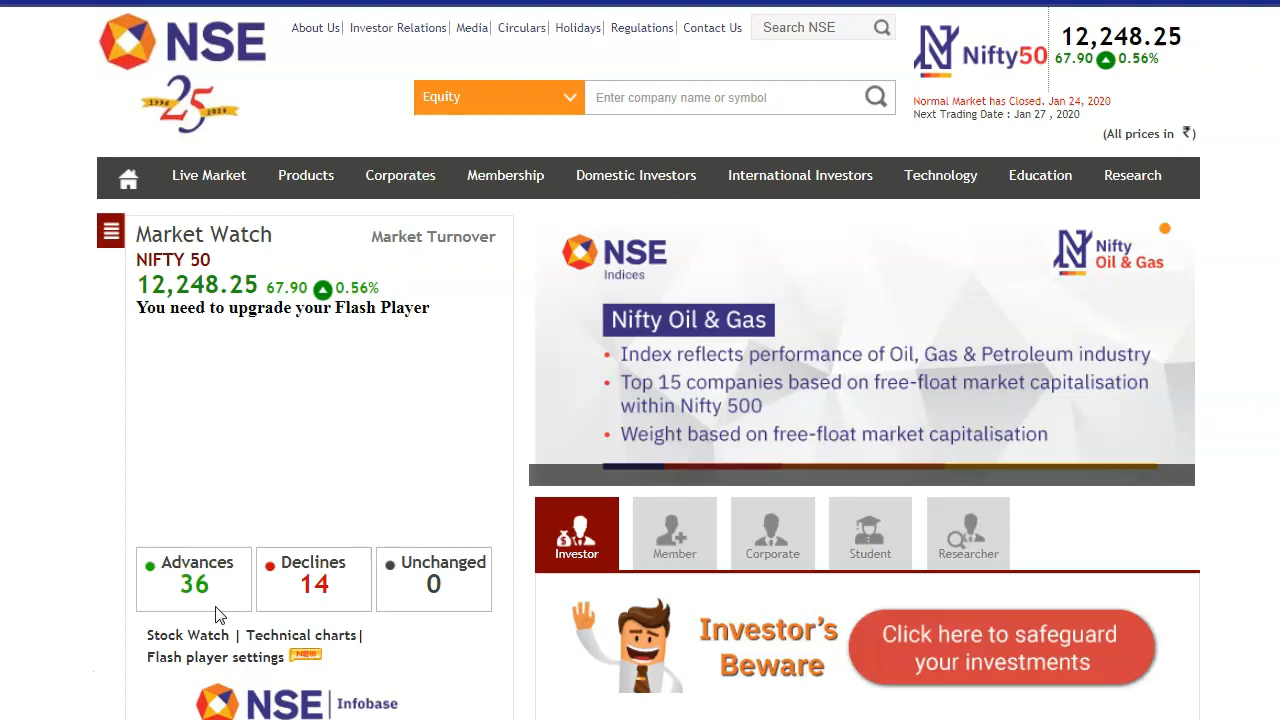 NSE
1994 25 2019
About Us| Investor Relations| Media| Circulars| Holidays| Regulations| Contact Us
Search NSE
Equity
Enter company name or symbol
Nifty50
12,248.25
67.90 0.56%
Normal Market has Closed. Jan 24, 2020
Next Trading Date : Jan 27 , 2020
(All prices in ₹)
Live Market Products Corporates Membership Domestic Investors International Investors Technology Education Research
Market Watch
Market Turnover
NIFTY 50
12,248.25 67.90 0.56%
You need to upgrade your Flash Player
Advances
36
Declines
14
Unchanged
0
Stock Watch | Technical charts|
Flash player settings NEW
NSE Infobase
NSE
Indices
Nifty
Oil & Gas
Nifty Oil & Gas
• Index reflects performance of Oil, Gas & Petroleum industry
• Top 15 companies based on free-float market capitalisation
within Nifty 500
• Weight based on free-float market capitalisation
Investor
Member
Corporate
Student
Researcher
Investor's
Beware
Click here to safeguard
your investments